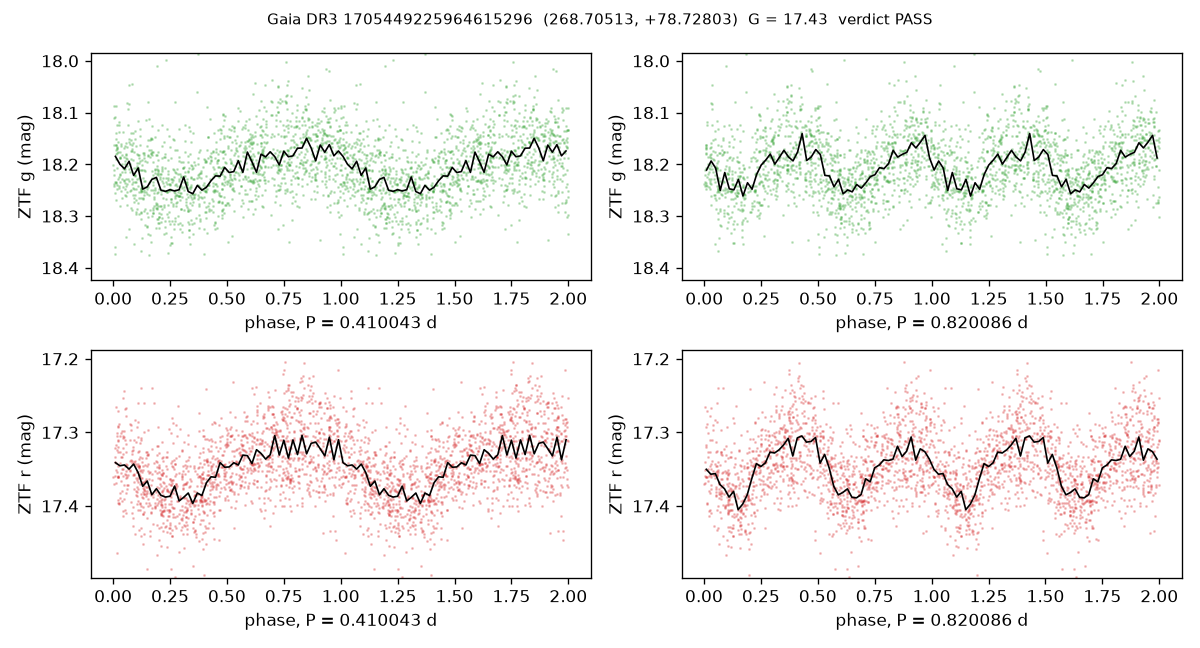 Gaia DR3 1705449225964615296 (268.70513, +78.72803) G = 17.43 verdict PASS
ZTF g (mag)
18.0
18.1
18.2
18.3
18.4
0.00 0.25 0.50 0.75 1.00 1.25 1.50 1.75 2.00
phase, P = 0.410043 d
ZTF g (mag)
18.0
18.1
18.2
18.3
18.4
0.00 0.25 0.50 0.75 1.00 1.25 1.50 1.75 2.00
phase, P = 0.820086 d
ZTF r (mag)
17.2
17.3
17.4
0.00 0.25 0.50 0.75 1.00 1.25 1.50 1.75 2.00
phase, P = 0.410043 d
ZTF r (mag)
17.2
17.3
17.4
0.00 0.25 0.50 0.75 1.00 1.25 1.50 1.75 2.00
phase, P = 0.820086 d